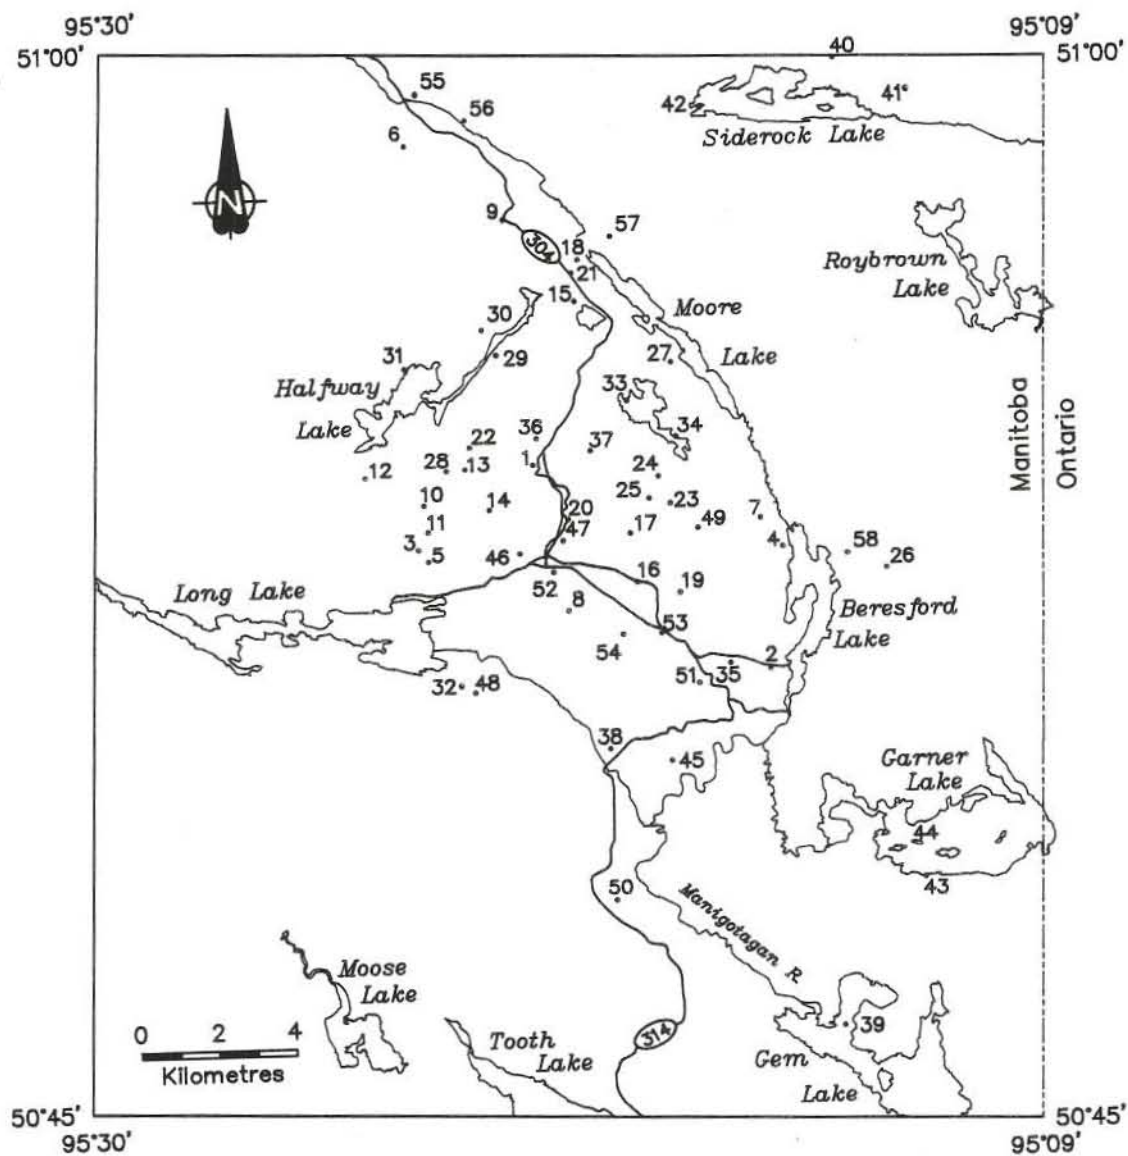 95°30'
95°09'
51°00'
40
51°00'
55
41°
42
56
Siderock Lake
6
N
9
57
304
18
Roybrown
Lake
21
15
Moore
Lake
30
29
27
31
Halfway
Lake
33
Manitoba
Ontario
36
34
37
22
1
12
28
13
24
10
14
25
23
20
7
11
47
17
49
4
3
5
46
58
26
52
16
19
Long Lake
8
Beresford
Lake
53
54
2
35
51
32
48
38
45
Garner
Lake
44
43
50
Manigotagan R.
Moose
Lake
0 2 4
Kilometres
314
39
Tooth
Lake
Gem
Lake
50°45'
50°45'
95°30'
95°09'